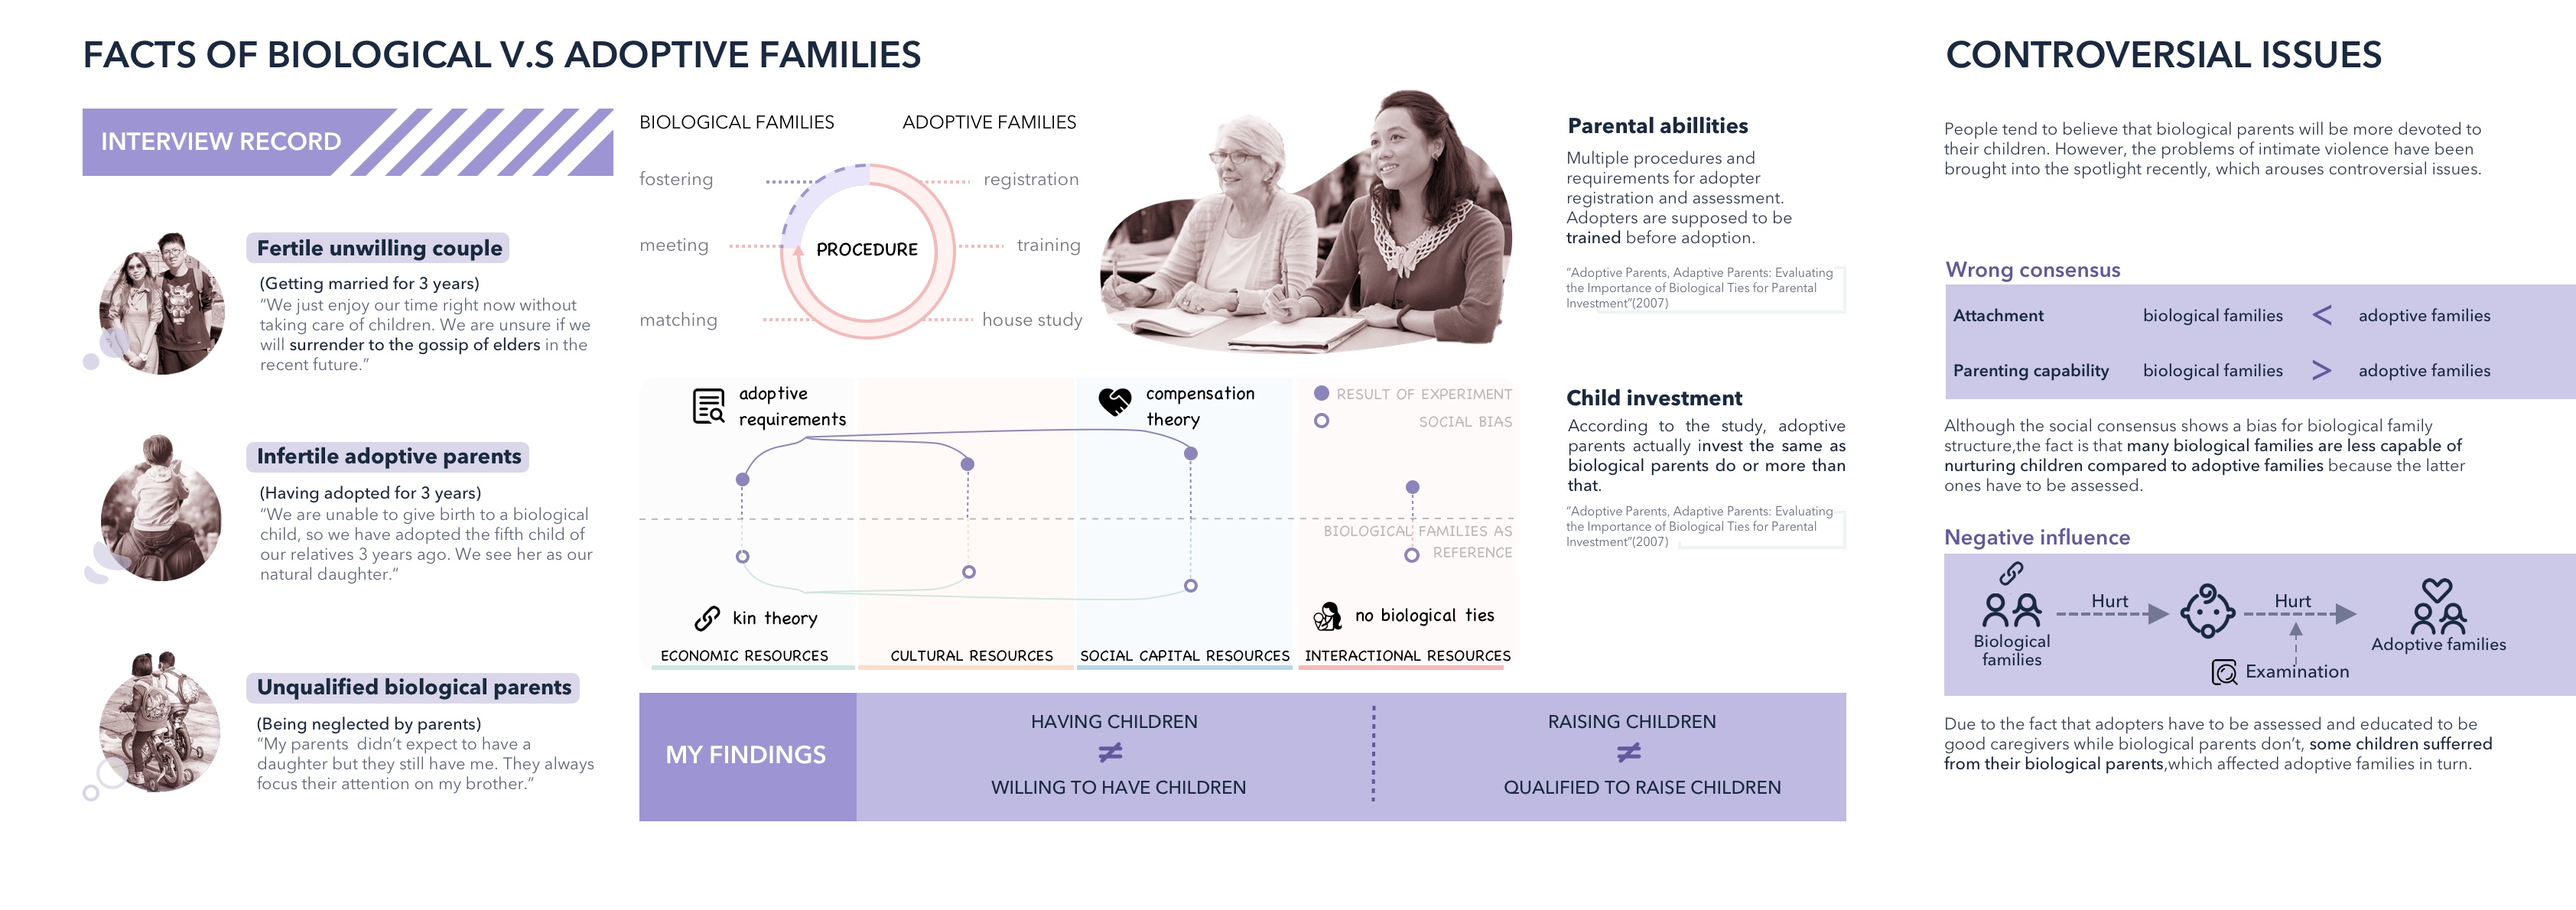 FACTS OF BIOLOGICAL V.S ADOPTIVE FAMILIES
INTERVIEW RECORD
Fertile unwilling couple
(Getting married for 3 years)
“We just enjoy our time right now without
taking care of children. We are unsure if we
will surrender to the gossip of elders in the
recent future.”
Infertile adoptive parents
(Having adopted for 3 years)
“We are unable to give birth to a biological
child, so we have adopted the fifth child of
our relatives 3 years ago. We see her as our
natural daughter.”
Unqualified biological parents
(Being neglected by parents)
“My parents didn’t expect to have a
daughter but they still have me. They always
focus their attention on my brother.”
BIOLOGICAL FAMILIES
ADOPTIVE FAMILIES
fostering
registration
meeting
PROCEDURE
training
matching
house study
Parental abillities
Multiple procedures and
requirements for adopter
registration and assessment.
Adopters are supposed to be
trained before adoption.
“Adoptive Parents, Adaptive Parents: Evaluating
the Importance of Biological Ties for Parental
Investment”(2007)
adoptive
requirements
compensation
theory
RESULT OF EXPERIMENT
SOCIAL BIAS
BIOLOGICAL FAMILIES AS
REFERENCE
kin theory
no biological ties
ECONOMIC RESOURCES
CULTURAL RESOURCES
SOCIAL CAPITAL RESOURCES
INTERACTIONAL RESOURCES
Child investment
According to the study, adoptive
parents actually invest the same as
biological parents do or more than
that.
“Adoptive Parents, Adaptive Parents: Evaluating
the Importance of Biological Ties for Parental
Investment”(2007)
MY FINDINGS
HAVING CHILDREN
≠
WILLING TO HAVE CHILDREN
RAISING CHILDREN
≠
QUALIFIED TO RAISE CHILDREN
CONTROVERSIAL ISSUES
People tend to believe that biological parents will be more devoted to
their children. However, the problems of intimate violence have been
brought into the spotlight recently, which arouses controversial issues.
Wrong consensus
Attachment biological families < adoptive families
Parenting capability biological families > adoptive families
Although the social consensus shows a bias for biological family
structure,the fact is that many biological families are less capable of
nurturing children compared to adoptive families because the latter
ones have to be assessed.
Negative influence
Hurt
Hurt
Biological
families
Adoptive families
Examination
Due to the fact that adopters have to be assessed and educated to be
good caregivers while biological parents don’t, some children sufferred
from their biological parents,which affected adoptive families in turn.